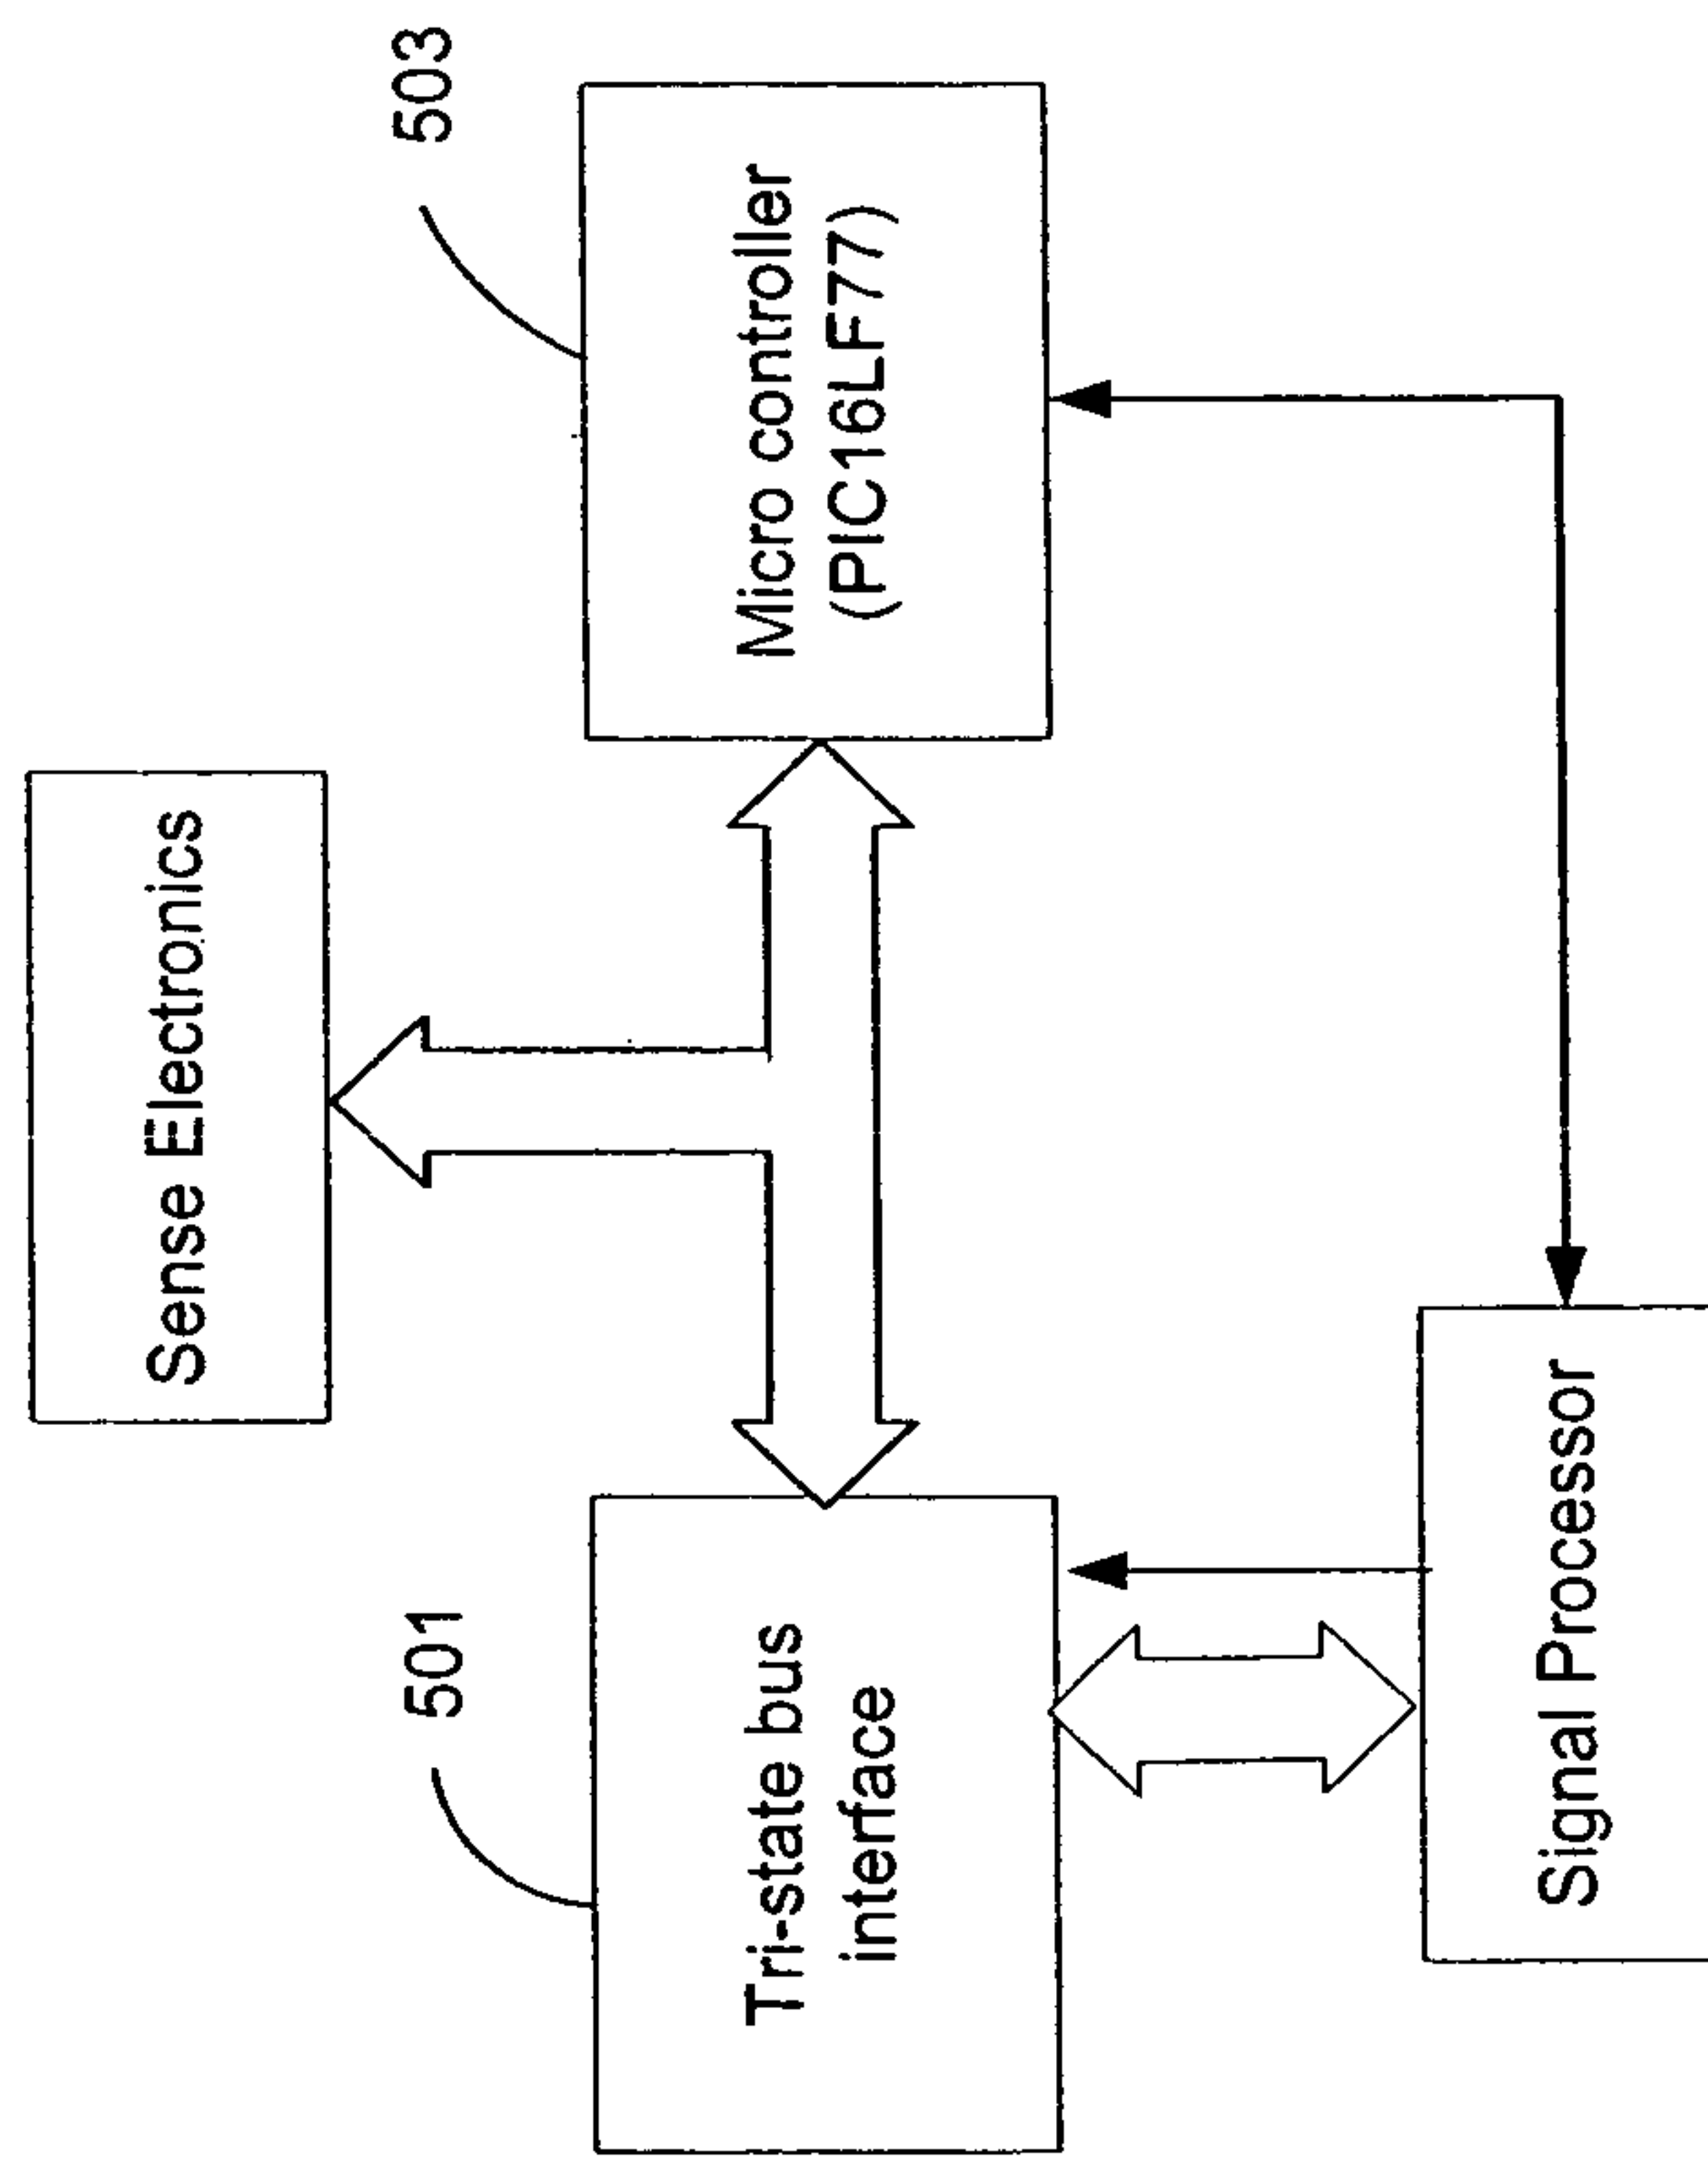 Sense Electronics
501
503
Tri-state bus
interface
Micro controller
(PIC16LF77)
Signal Processor